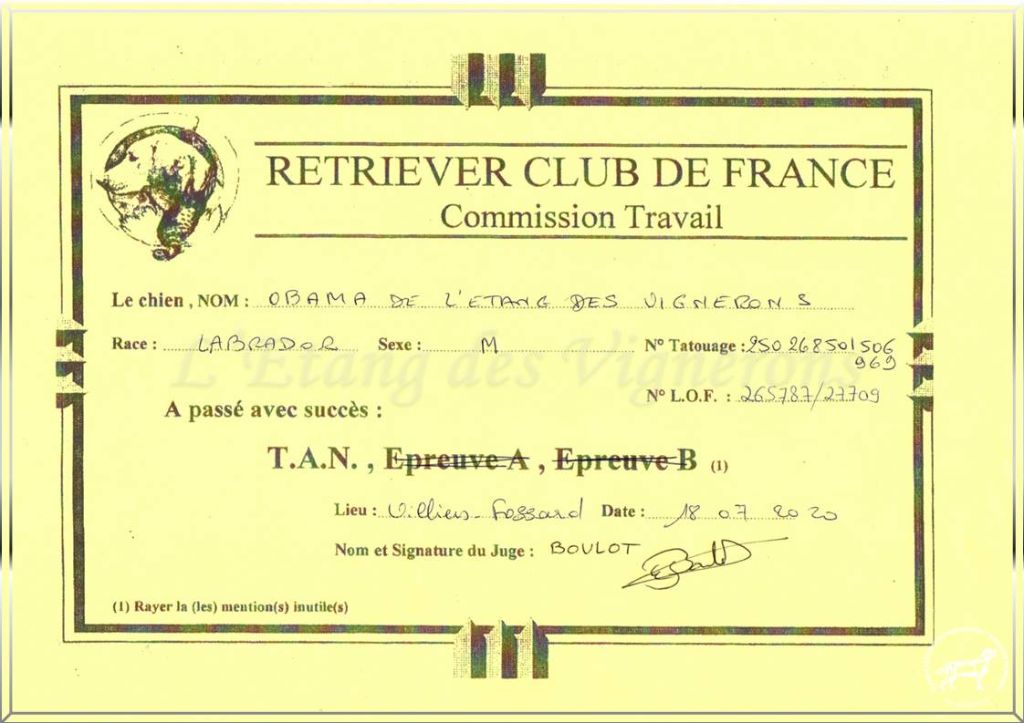 RETRIEVER CLUB DE FRANCE
Commission Travail
Le chien , NOM : OBAMA DE L'ETANG DES VIGNERONS
Race : LABRADOR Sexe : M N° Tatouage : 250 268501506
969
L'Etang des Vignerons
N° L.O.F. : 265787/27709
A passé avec succès :
T.A.N. , Epreuve A , Epreuve B (1)
Lieu : Villiers-Fossard Date : 18 07 2020
Nom et Signature du Juge : BOULOT
(1) Rayer la (les) mention(s) inutile(s)